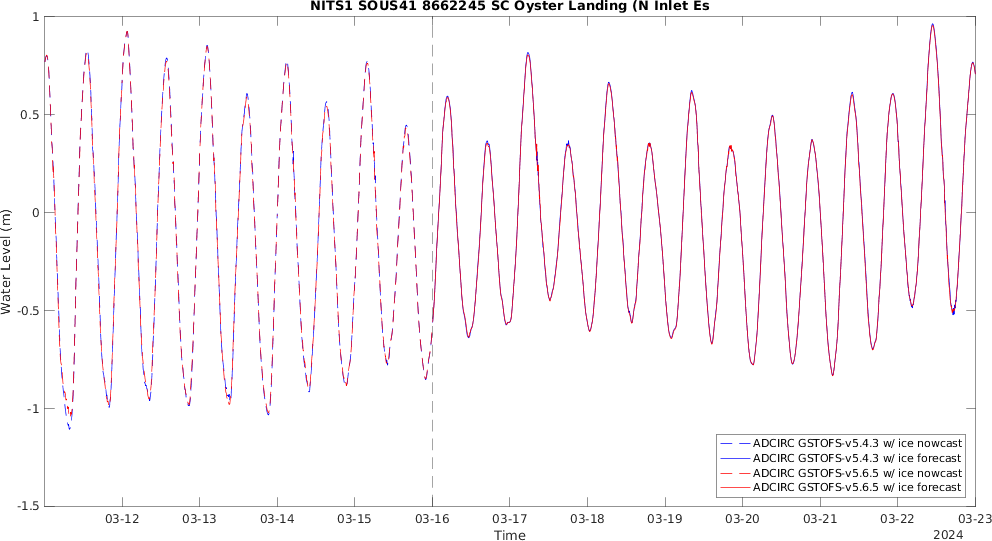 NITS1 SOUS41 8662245 SC Oyster Landing (N Inlet Es
1
0.5
0
-0.5
-1
-1.5
Water Level (m)
03-12 03-13 03-14 03-15 03-16 03-17 03-18 03-19 03-20 03-21 03-22 03-23
Time
2024
ADCIRC GSTOFS-v5.4.3 w/ ice nowcast
ADCIRC GSTOFS-v5.4.3 w/ ice forecast
ADCIRC GSTOFS-v5.6.5 w/ ice nowcast
ADCIRC GSTOFS-v5.6.5 w/ ice forecast